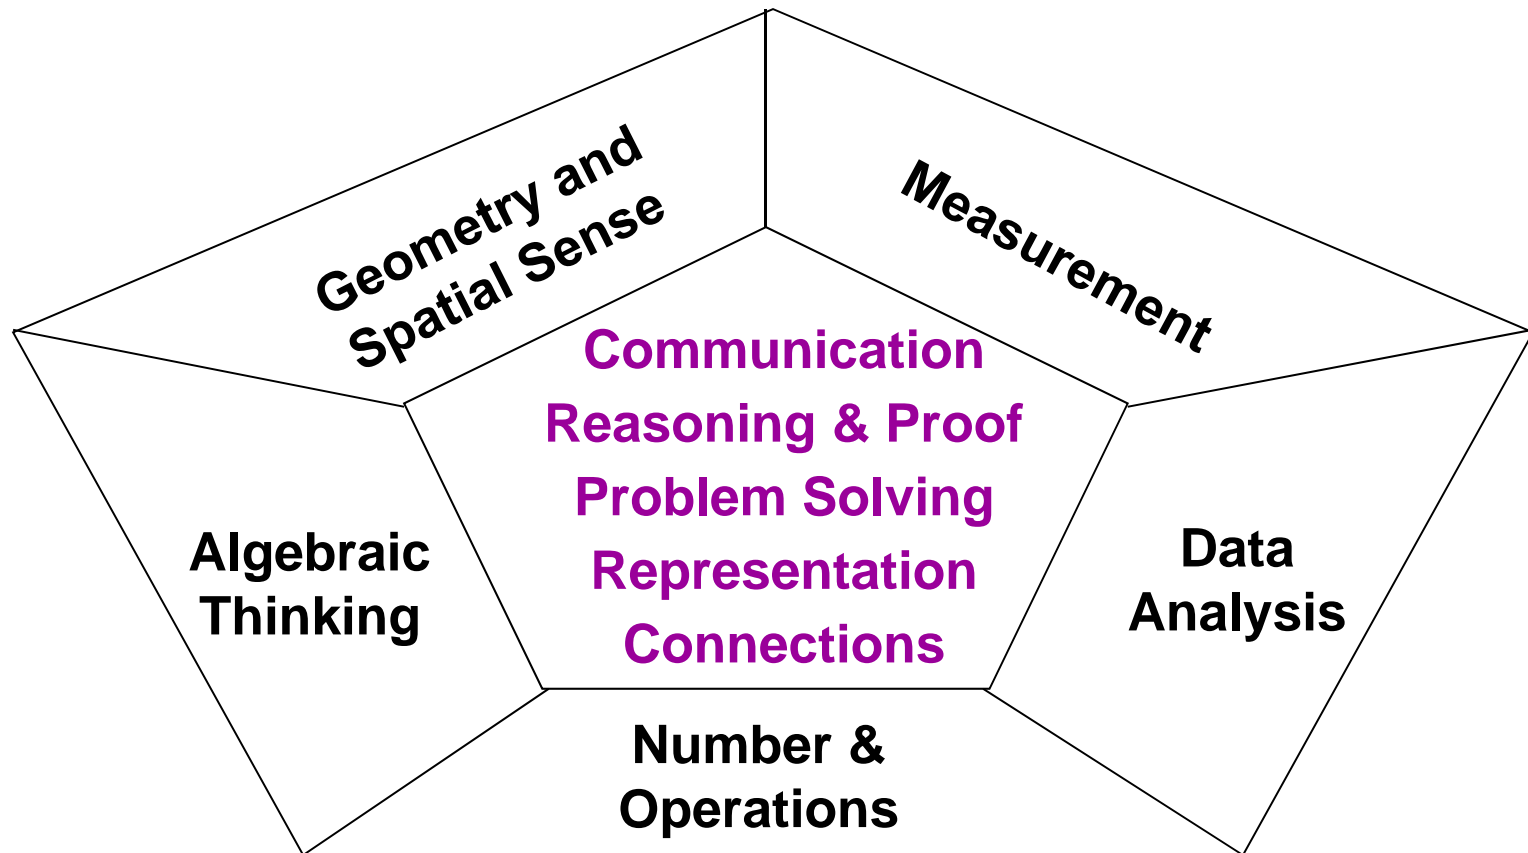 Geometry and
Spatial Sense
Measurement
Communication
Reasoning & Proof
Problem Solving
Representation
Connections
Algebraic
Thinking
Data
Analysis
Number &
Operations